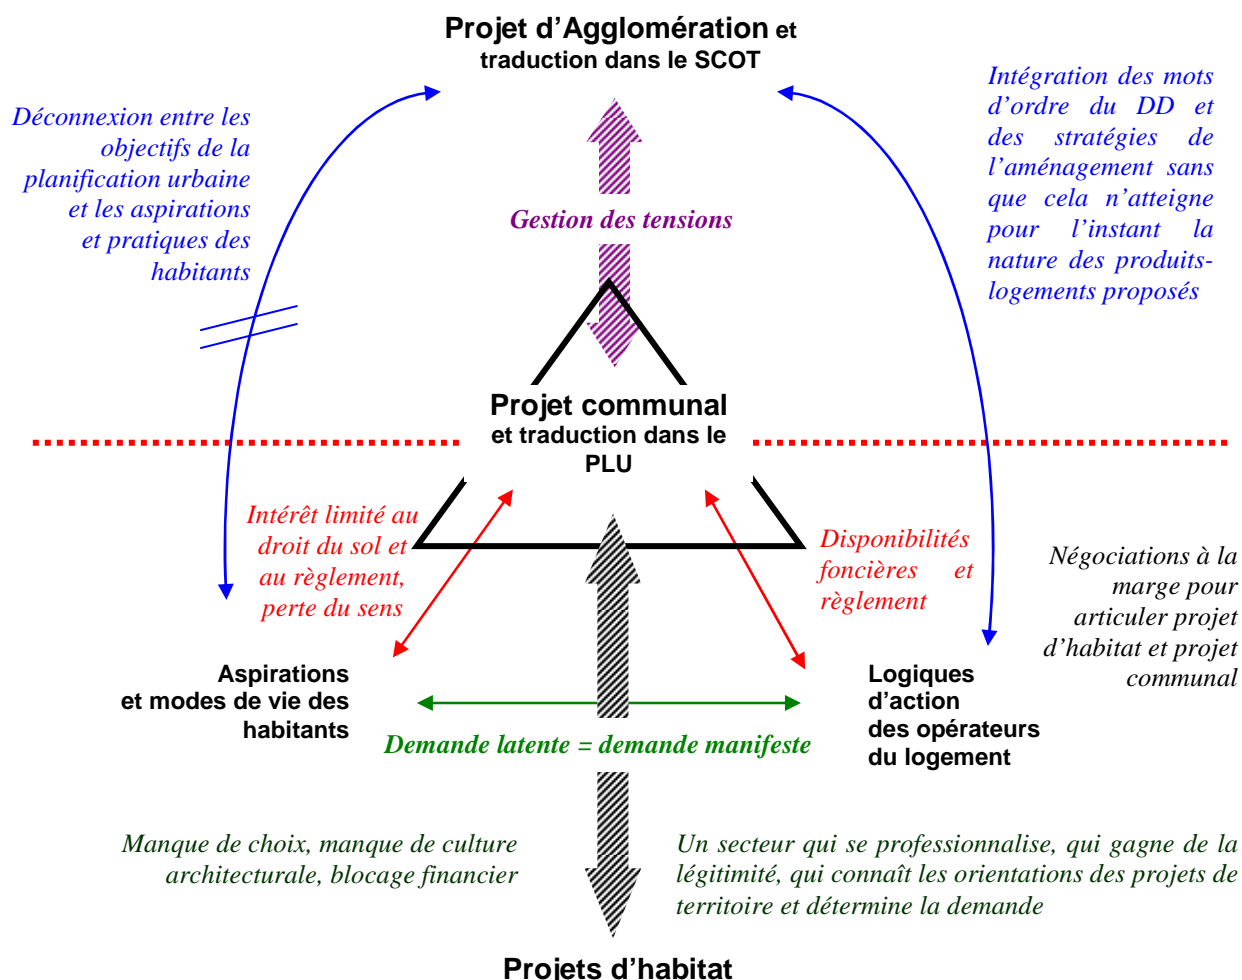 Projet d'Agglomération et
traduction dans le SCOT
Déconnexion entre les
objectifs de la
planification urbaine
et les aspirations
et pratiques des
habitants
Intégration des mots
d'ordre du DD et
des stratégies de
l'aménagement sans
que cela n'atteigne
pour l'instant la
nature des produits-
logements proposés
Gestion des tensions
Projet communal
et traduction dans le
PLU
Intérêt limité au
droit du sol et
au règlement,
perte du sens
Disponibilités
foncières et
règlement
Négociations à la
marge pour
articuler projet
d'habitat et projet
communal
Aspirations
et modes de vie des
habitants
Logiques
d'action
des opérateurs
du logement
Demande latente = demande manifeste
Manque de choix, manque de culture
architecturale, blocage financier
Un secteur qui se professionnalise, qui gagne de la
légitimité, qui connaît les orientations des projets de
territoire et détermine la demande
Projets d'habitat